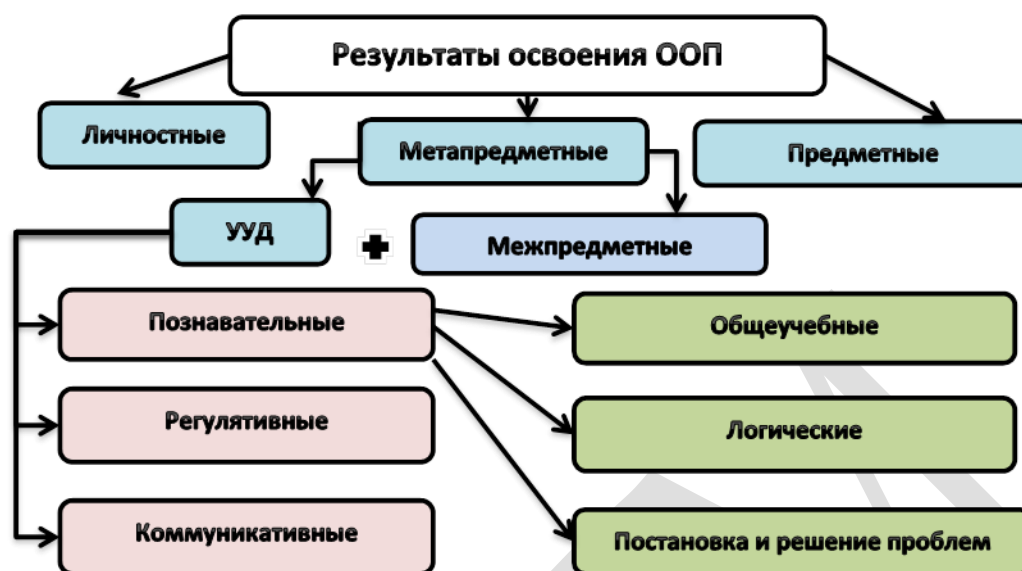 Результаты освоения ООП
Личностные
Метапредметные
Предметные
УУД
Межпредметные
Познавательные
Общеучебные
Регулятивные
Логические
Коммуникативные
Постановка и решение проблем